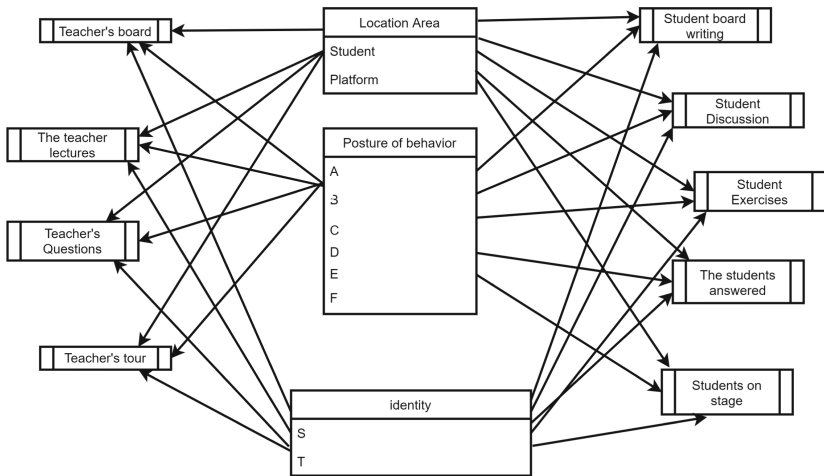 Teacher's board
The teacher
lectures
Teacher's
Questions
Teacher's tour
Location Area
Student
Platform
Posture of behavior
A
B
C
D
E
F
identity
S
T
Student board
writing
Student
Discussion
Student
Exercises
The students
answered
Students on
stage